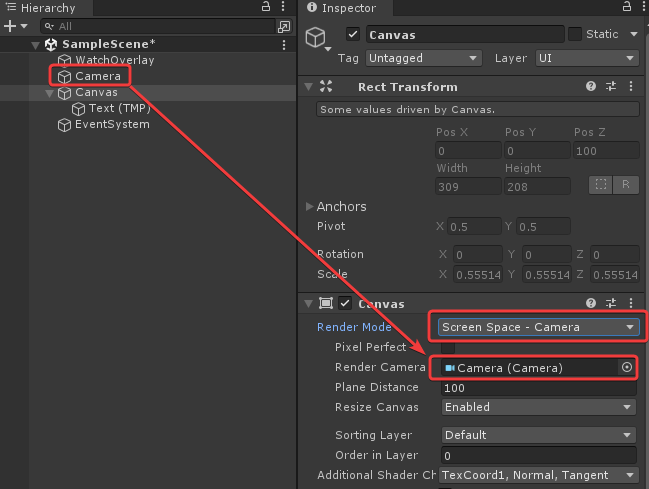 Hierarchy
All
SampleScene*
WatchOverlay
Camera
Canvas
Text (TMP)
EventSystem
Inspector
Canvas
Static
Tag Untagged Layer UI
Rect Transform
Some values driven by Canvas.
Pos X Pos Y Pos Z
0 0 100
Width Height
309 208
R
Anchors
Pivot X 0.5 Y 0.5
Rotation X 0 Y 0 Z 0
Scale X 0.55514 Y 0.55514 Z 0.55514
Canvas
Render Mode Screen Space - Camera
Pixel Perfect
Render Camera Camera (Camera)
Plane Distance 100
Resize Canvas Enabled
Sorting Layer Default
Order in Layer 0
Additional Shader Ch TexCoord1, Normal, Tangent